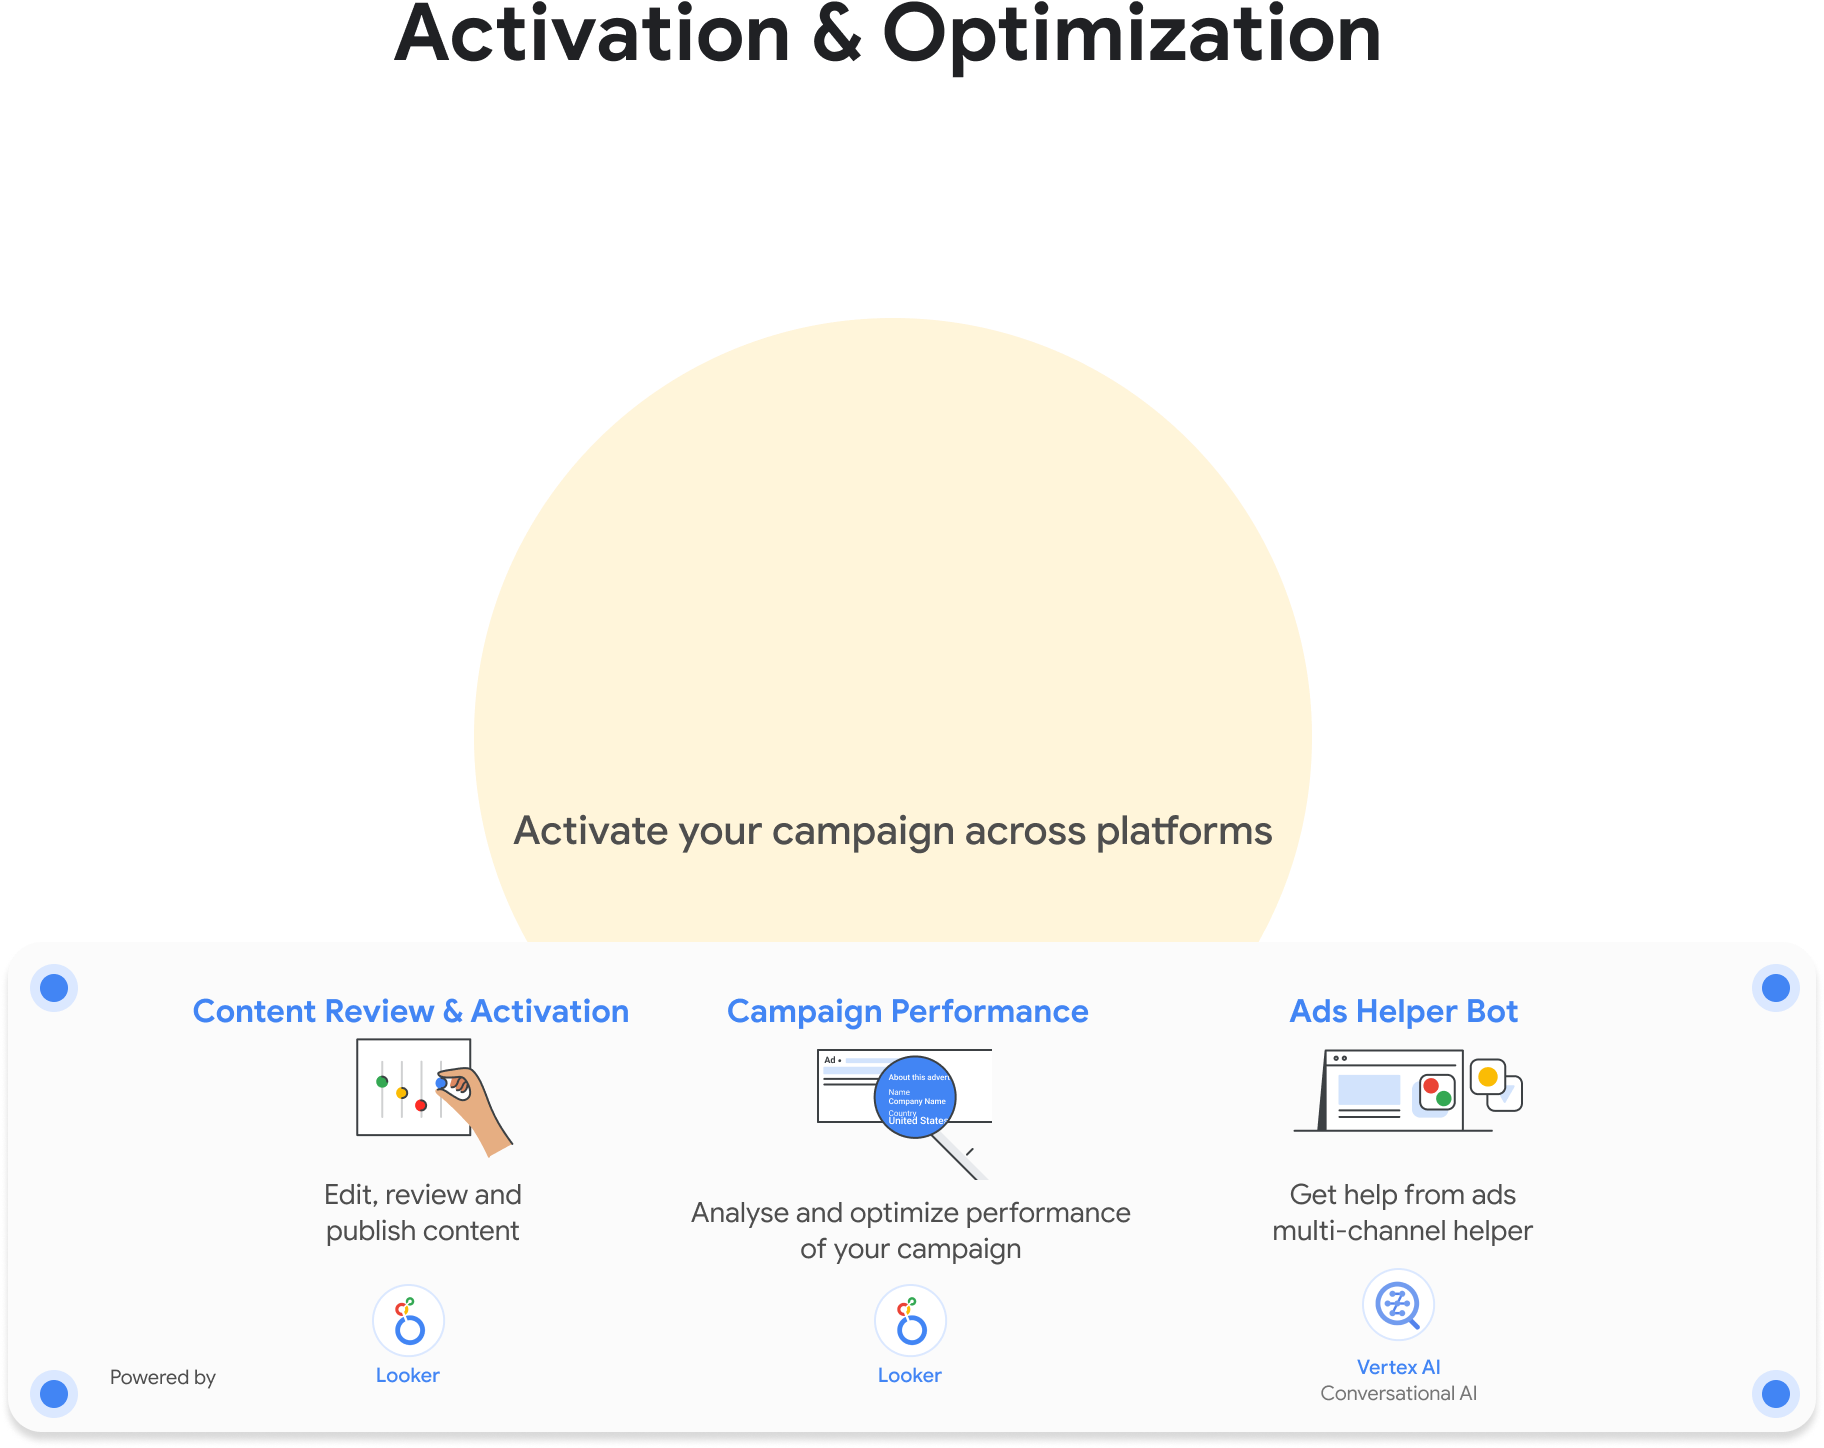 Activation & Optimization
Activate your campaign across platforms
Content Review & Activation
Edit, review and
publish content
Looker
Campaign Performance
Ad •
About this advert
Name
Company Name
Country
United States
Analyse and optimize performance
of your campaign
Looker
Ads Helper Bot
Get help from ads
multi-channel helper
Vertex AI
Conversational AI
Powered by